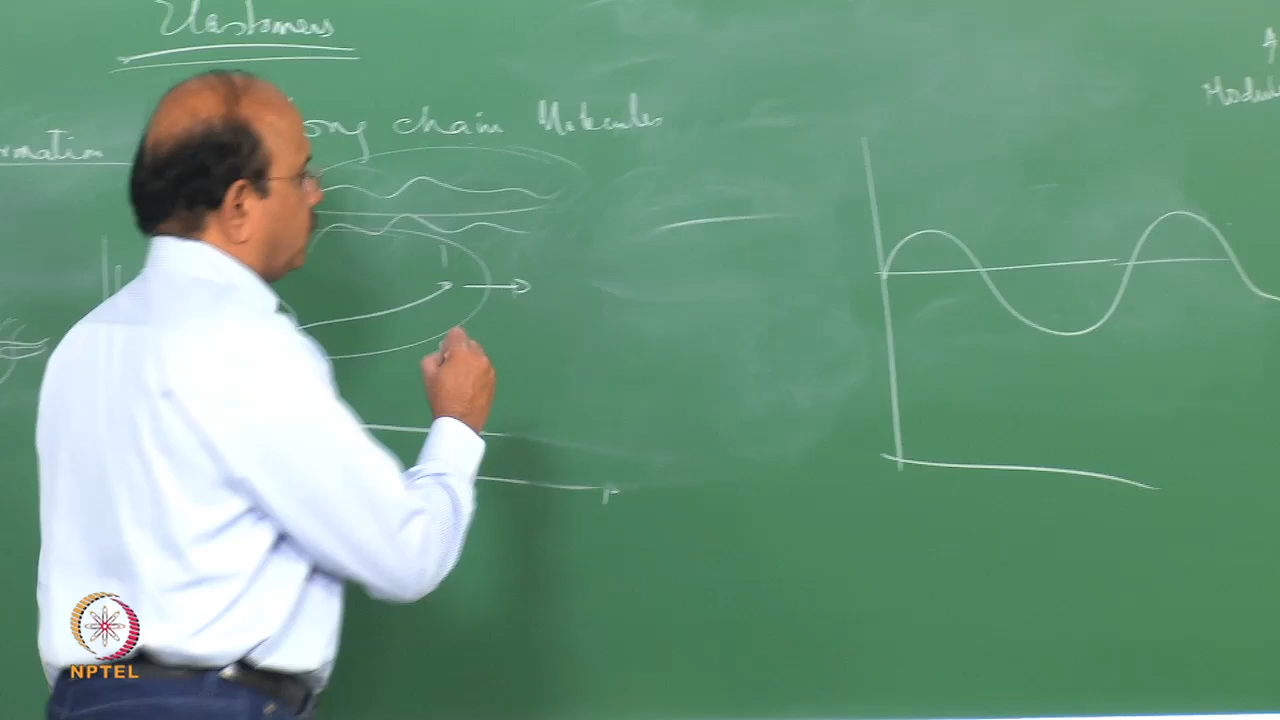 Elastomers
ong chain Molecules
rmation
Modul
NPTEL